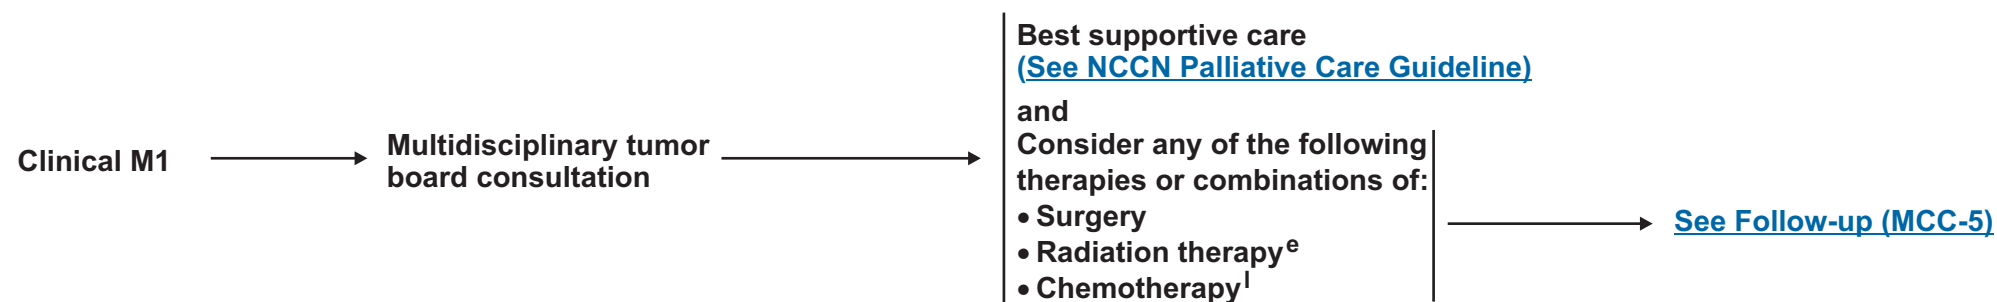 Clinical M1
Multidisciplinary tumor
board consultation
Best supportive care
(See NCCN Palliative Care Guideline)
and
Consider any of the following
therapies or combinations of:
• Surgery
• Radiation therapy e
• Chemotherapy l
See Follow-up (MCC-5)